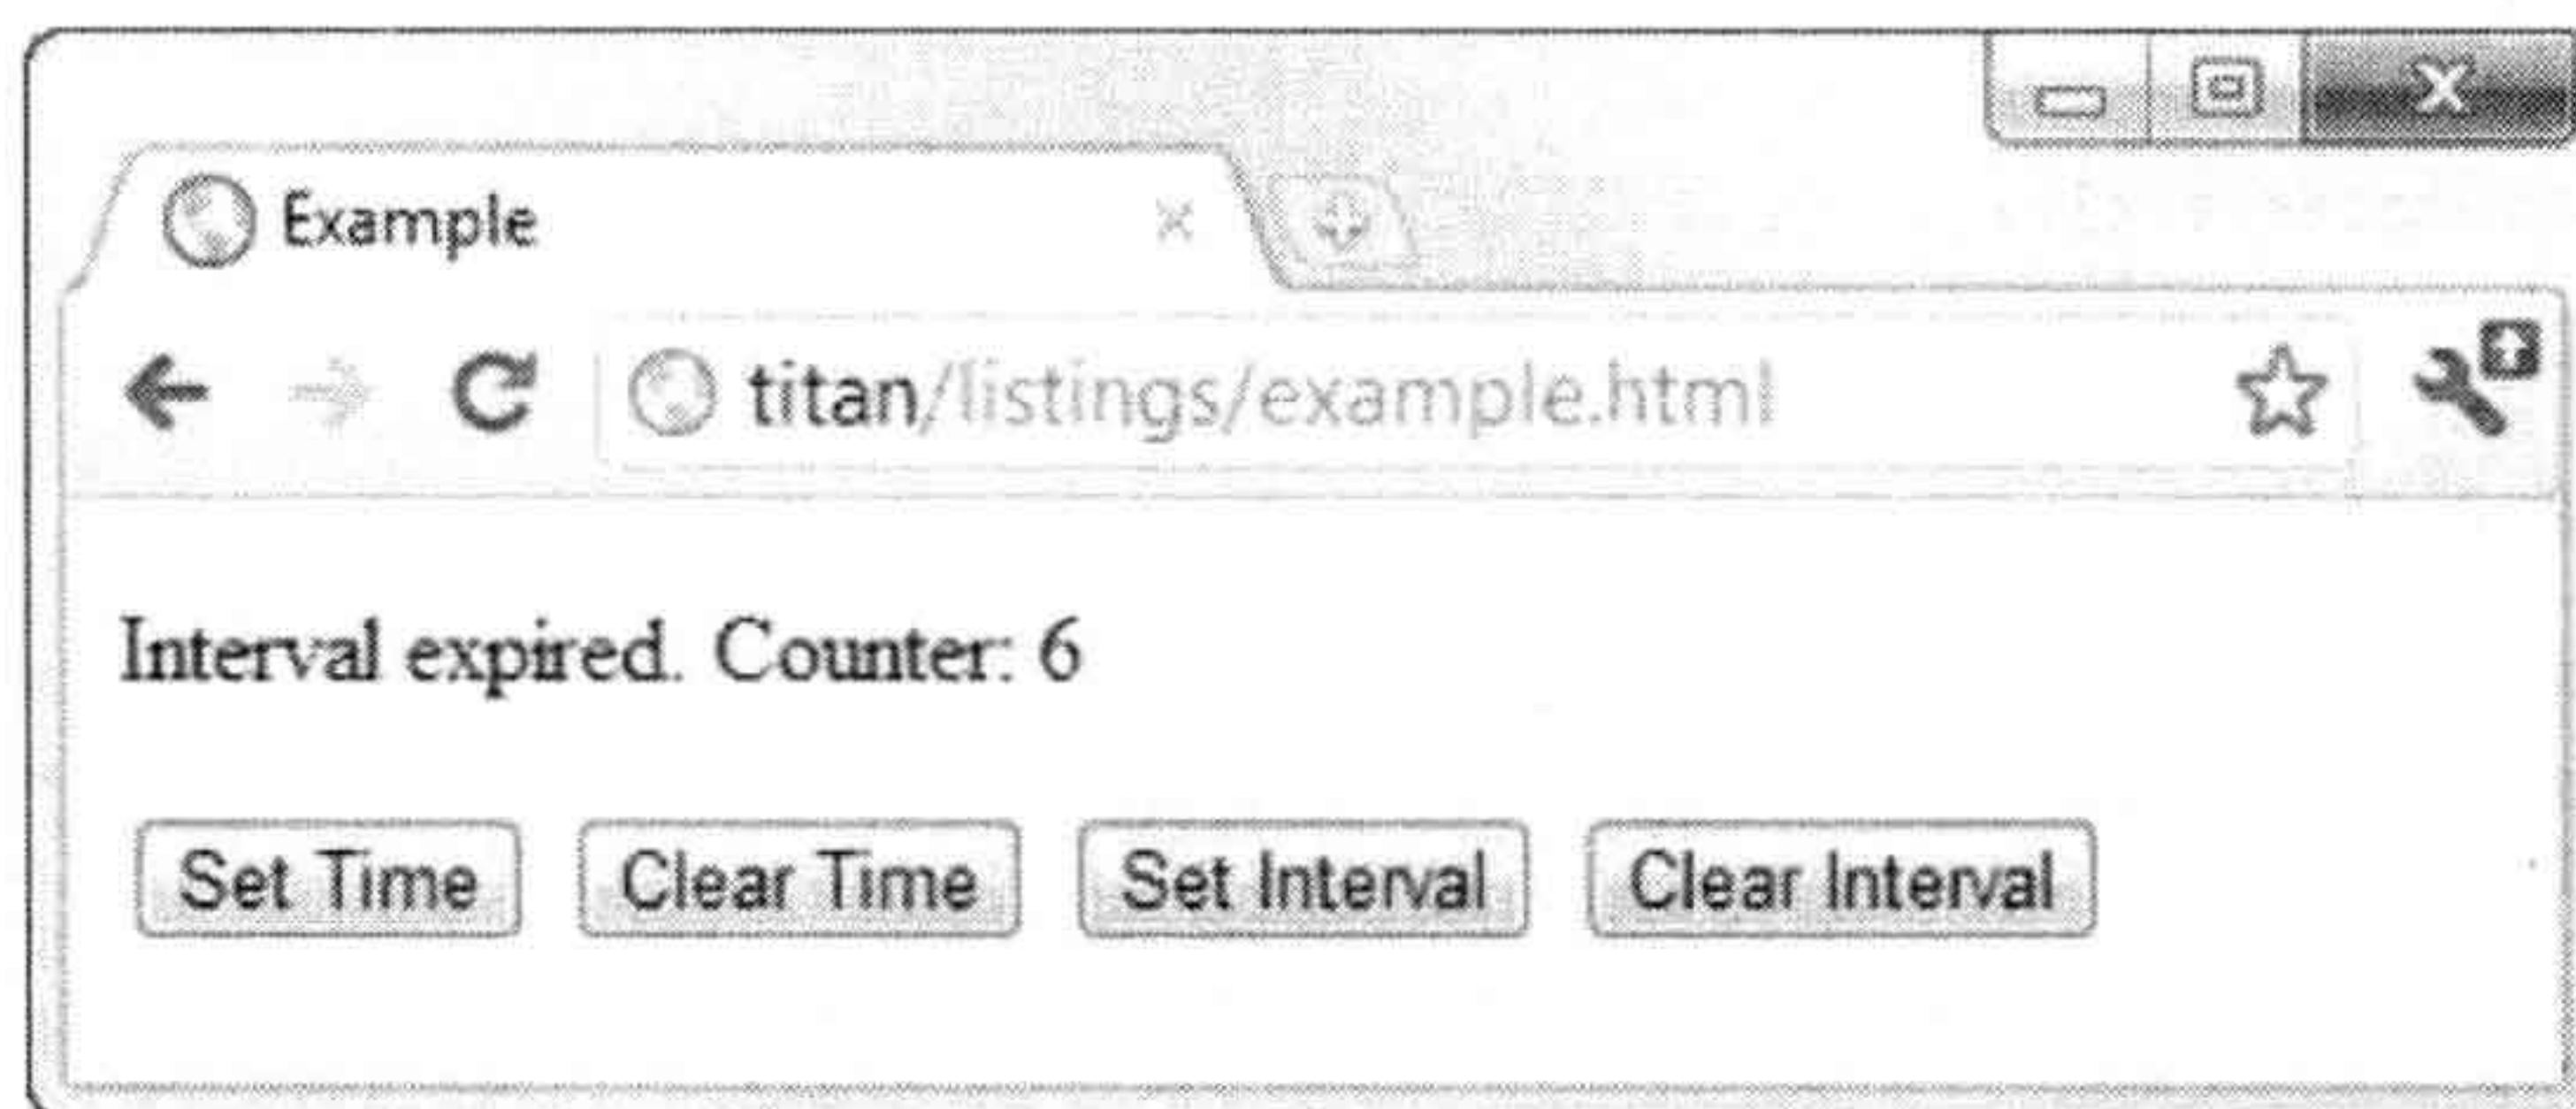 Example
titan/listings/example.html
Interval expired. Counter: 6
Set Time Clear Time Set Interval Clear Interval